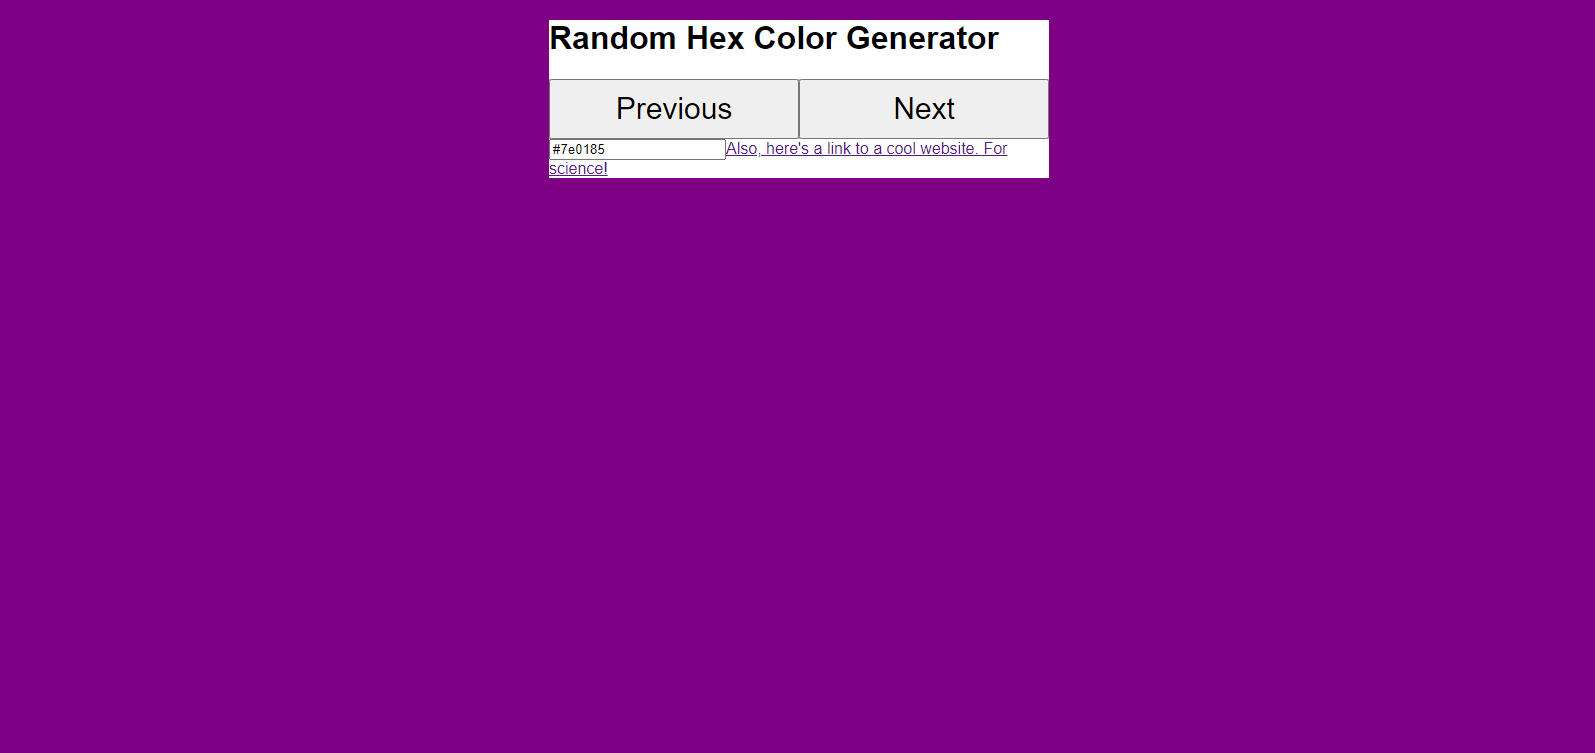 Random Hex Color Generator
Previous Next
#7e0185 Also, here's a link to a cool website. For
science!